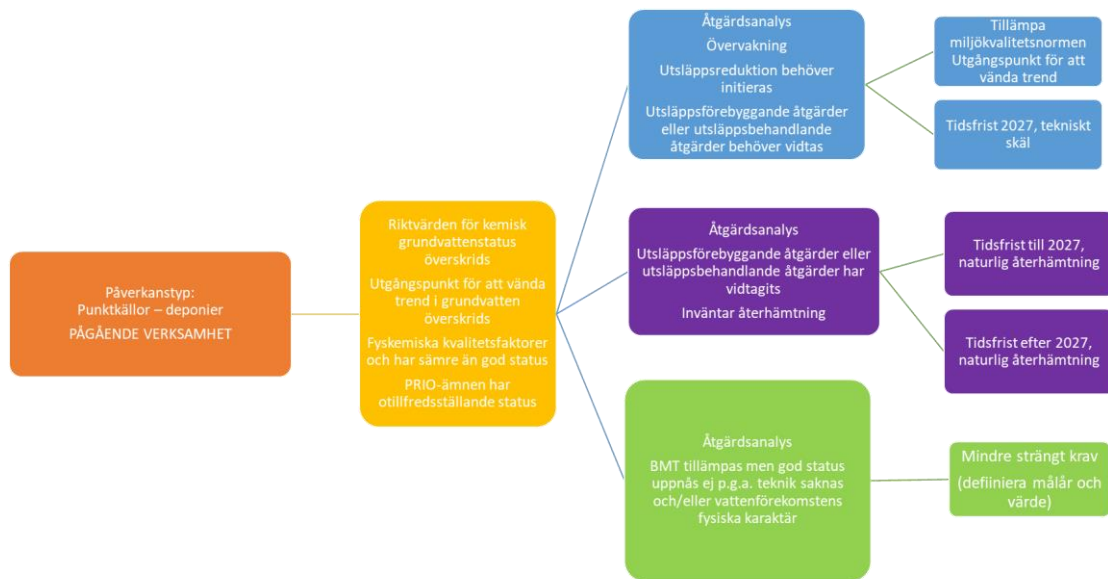 Påverkanstyp:
Punktkällor – deponier
PÅGÅENDE VERKSAMHET
Riktvärden för kemisk
grundvattenstatus
överskrids
Utgångspunkt för att vända
trend i grundvatten
överskrids
Fyskemiska kvalitetsfaktorer
och har sämre än god status
PRIO-ämnen har
otillfredsställande status
Åtgärdsanalys
Övervakning
Utsläppsreduktion behöver
initieras
Utsläppsförebyggande åtgärder
eller utsläppsbehandlande
åtgärder behöver vidtas
Tillämpa
miljökvalitetsnormen
Utgångspunkt för att
vända trend
Tidsfrist 2027, tekniskt
skäl
Åtgärdsanalys
Utsläppsförebyggande åtgärder eller
utsläppsbehandlande åtgärder har
vidtagits
Inväntar återhämtning
Tidsfrist till 2027,
naturlig återhämtning
Tidsfrist efter 2027,
naturlig återhämtning
Åtgärdsanalys
BMT tillämpas men god status
uppnås ej p.g.a. teknik saknas
och/eller vattenförekomstens
fysiska karaktär
Mindre strängt krav
(defiiniera målår och
värde)